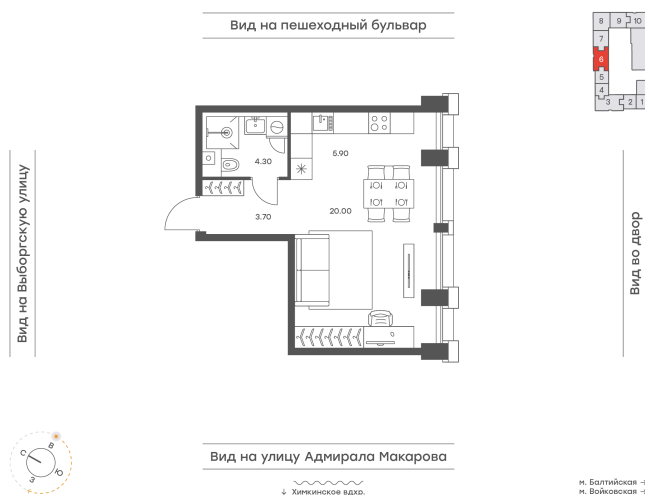 Вид на пешеходный бульвар
8 9 10
7
6
5
4
3 2 1
4.30
5.90
3.70
20.00
Вид на Выборгскую улицу
Вид во двор
Вид на улицу Адмирала Макарова
↓ Химкинское вдхр.
С В
З Ю
м. Балтийская →
м. Войковская →